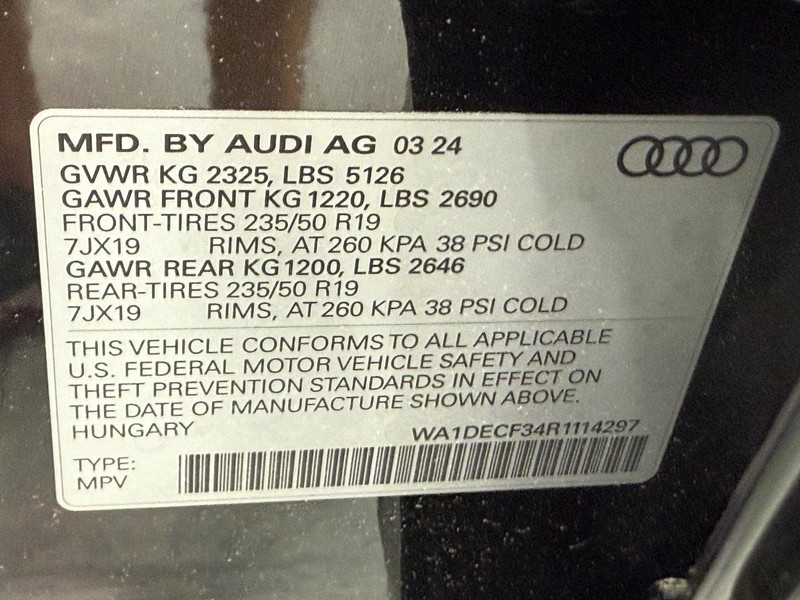 MFD. BY AUDI AG 03 24
GVWR KG 2325, LBS 5126
GAWR FRONT KG 1220, LBS 2690
FRONT-TIRES 235/50 R19
7JX19 RIMS, AT 260 KPA 38 PSI COLD
GAWR REAR KG 1200, LBS 2646
REAR-TIRES 235/50 R19
7JX19 RIMS, AT 260 KPA 38 PSI COLD
THIS VEHICLE CONFORMS TO ALL APPLICABLE
U.S. FEDERAL MOTOR VEHICLE SAFETY AND
THEFT PREVENTION STANDARDS IN EFFECT ON
THE DATE OF MANUFACTURE SHOWN ABOVE.
HUNGARY WA1DECF34R1114297
TYPE:
MPV